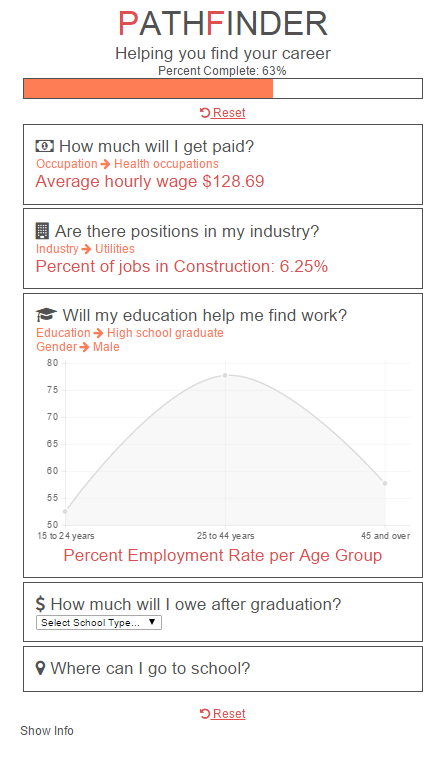 PATHFINDER
Helping you find your career
Percent Complete: 63%
Reset
How much will I get paid?
Occupation Health occupations
Average hourly wage $128.69
Are there positions in my industry?
Industry Utilities
Percent of jobs in Construction: 6.25%
Will my education help me find work?
Education High school graduate
Gender Male
80
75
70
65
60
55
50
15 to 24 years 25 to 44 years 45 and over
Percent Employment Rate per Age Group
$ How much will I owe after graduation?
Select School Type...
Where can I go to school?
Reset
Show Info